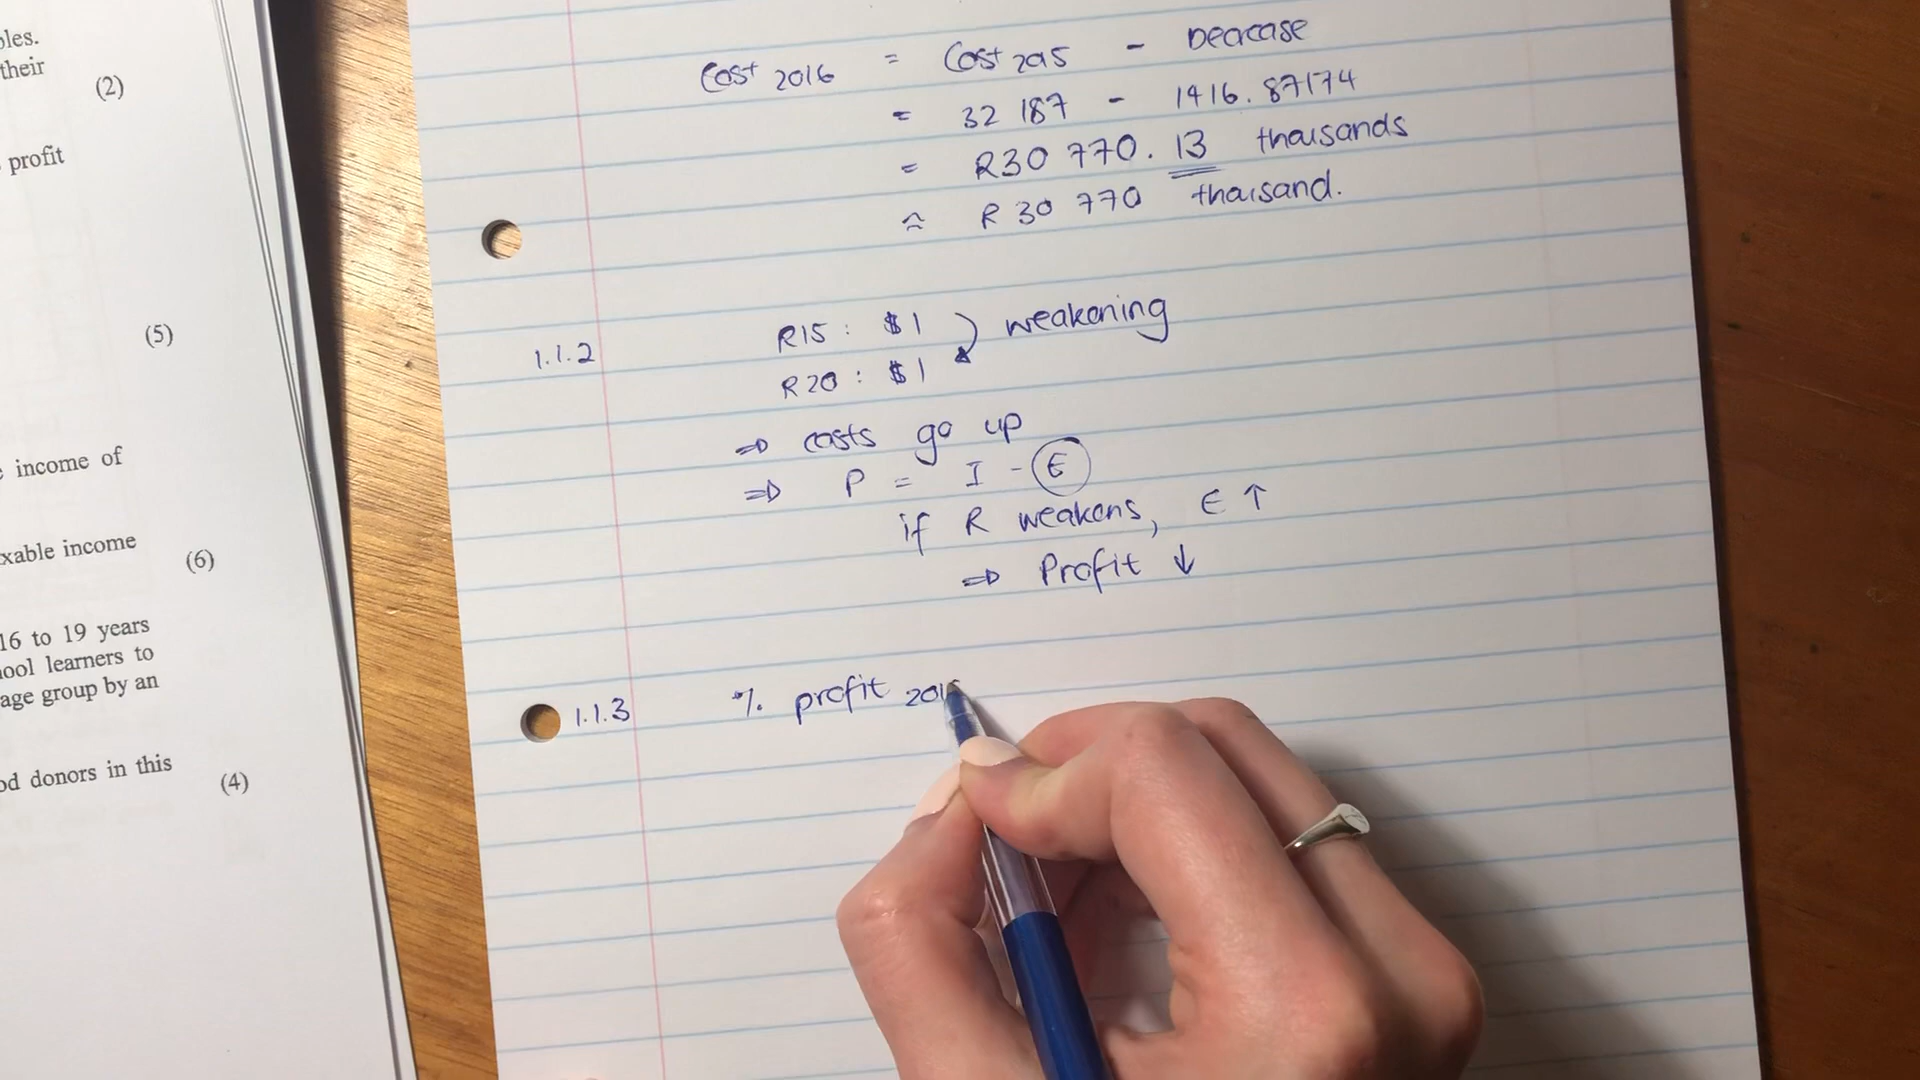 oles.
their
(2)
profit
(5)
income of
xable income
(6)
16 to 19 years
ool learners to
age group by an
od donors in this
(4)
Cost 2016 = Cost 2015 - Decrease
= 32 187 - 1416.87174
= R30 770.13 thousands
≈ R30 770 thousand.
1.1.2 R15 : $1 weakening
R20 : $1
⇒ costs go up
⇒ P = I - E
if R weakens, E ↑
⇒ Profit ↓
1.1.3 % profit 201